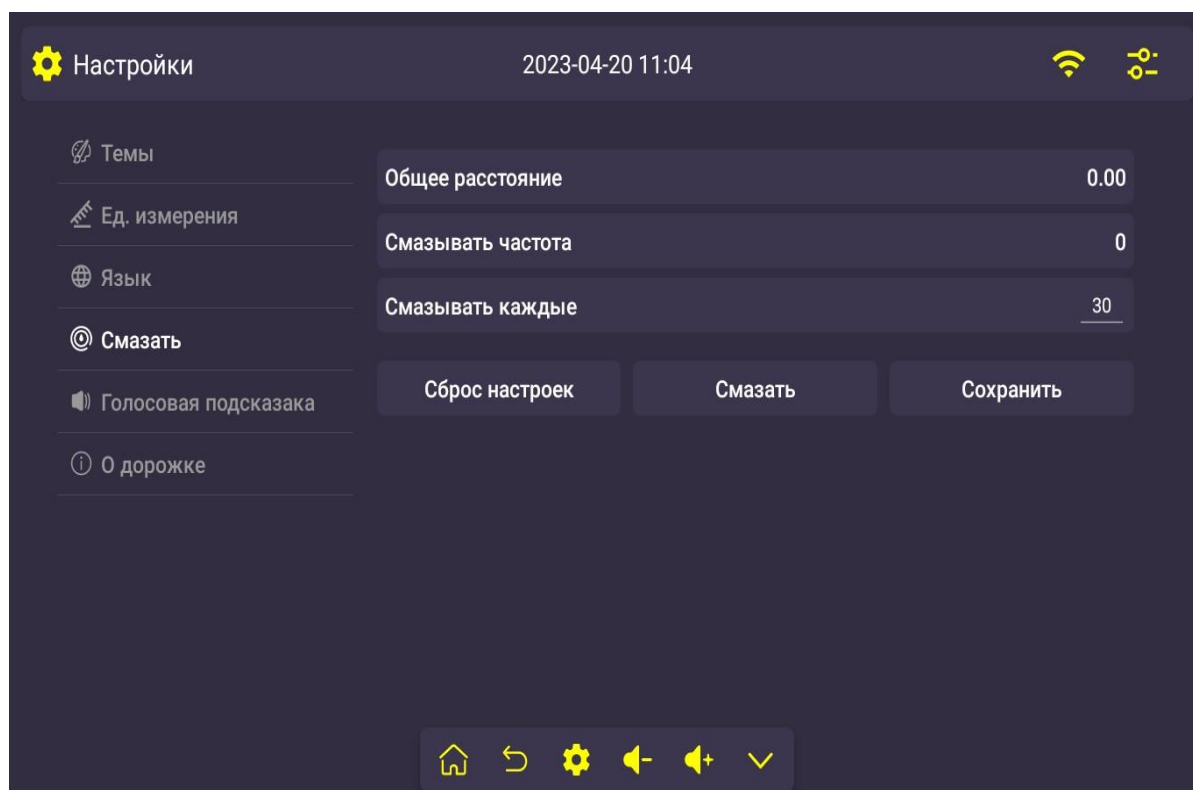 Настройки
2023-04-20 11:04
Темы
Ед. измерения
Язык
Смазать
Голосовая подсказака
О дорожке
Общее расстояние 0.00
Смазывать частота 0
Смазывать каждые 30
Сброс настроек Смазать Сохранить